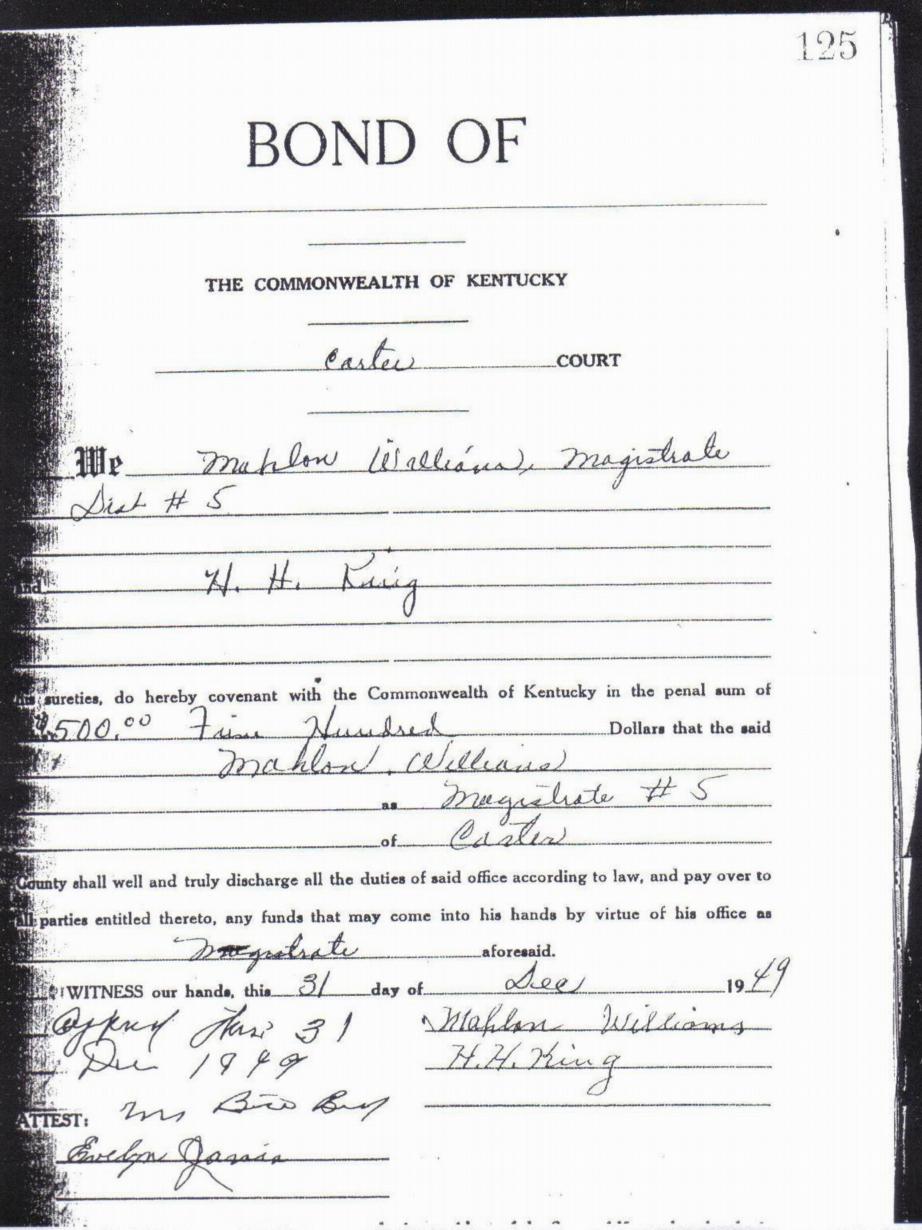 125
BOND OF
THE COMMONWEALTH OF KENTUCKY
Carter COURT
We Mahlon Williams, Magistrate
Dist # 5
and H. H. King
his sureties, do hereby covenant with the Commonwealth of Kentucky in the penal sum of
$500.00 Five Hundred Dollars that the said
Mahlon Williams
as Magistrate # 5
of Carter
County shall well and truly discharge all the duties of said office according to law, and pay over to
all parties entitled thereto, any funds that may come into his hands by virtue of his office as
Magistrate aforesaid.
WITNESS our hands, this 31 day of Dec 1949
31 Mahlon Williams
Dec 1949 H.H. King
ATTEST:
Evelyn